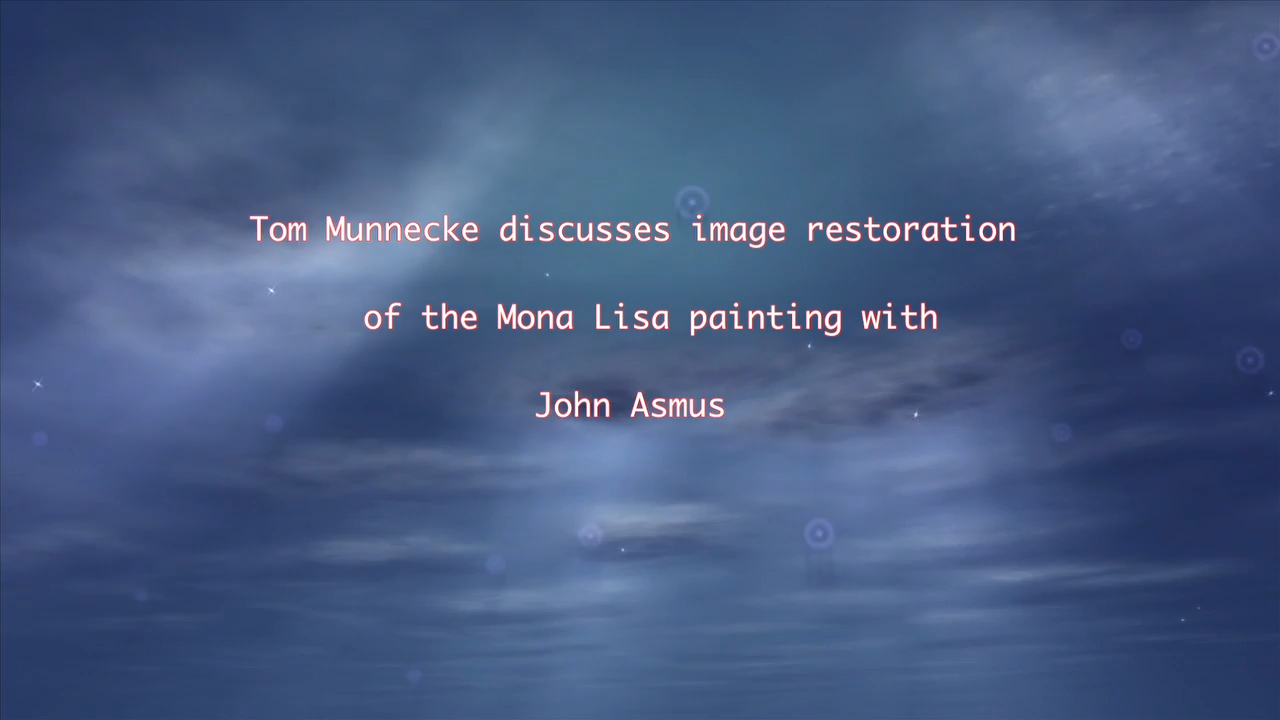 Tom Munnecke discusses image restoration
of the Mona Lisa painting with
John Asmus